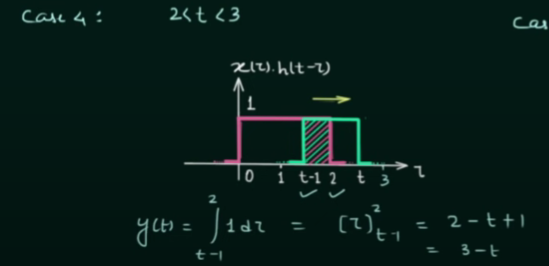 Case 4 : 2<t<3
Cas
x(τ).h(t-τ)
1
0 1 t-1 2 t 3 τ
y(t) = ∫_{t-1}^{2} 1 dτ = [τ]_{t-1}^{2} = 2-t+1
= 3-t